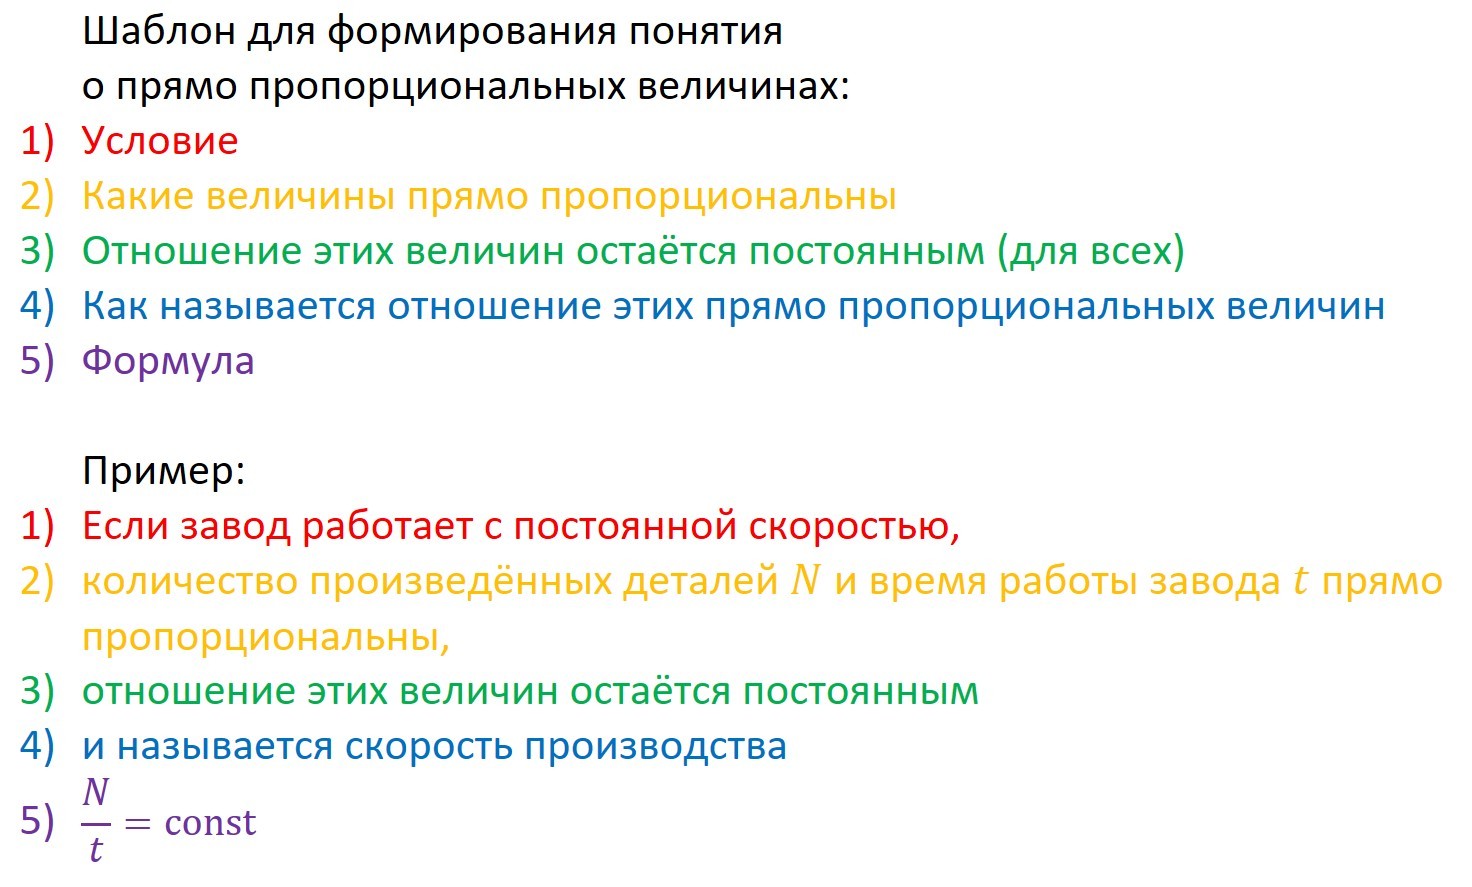 Шаблон для формирования понятия
о прямо пропорциональных величинах:
1) Условие
2) Какие величины прямо пропорциональны
3) Отношение этих величин остаётся постоянным (для всех)
4) Как называется отношение этих прямо пропорциональных величин
5) Формула
Пример:
1) Если завод работает с постоянной скоростью,
2) количество произведённых деталей N и время работы завода t прямо
пропорциональны,
3) отношение этих величин остаётся постоянным
4) и называется скорость производства
5) N/t = const